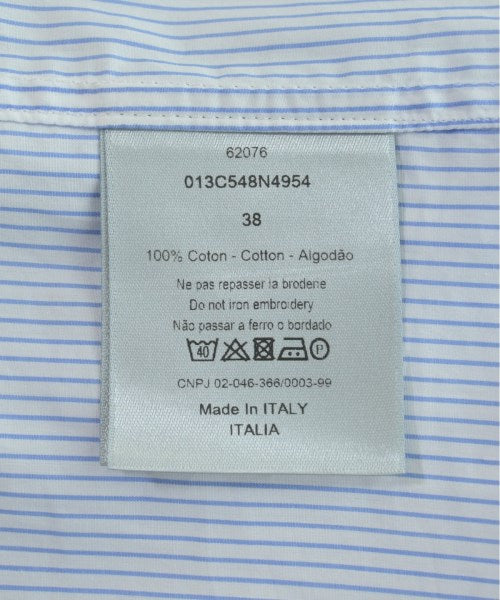 62076
013C548N4954
38
100% Coton - Cotton - Algodão
Ne pas repasser la broderie
Do not iron embroidery
Não passar a ferro o bordado
40 P
CNPJ 02-046-366/0003-99
Made In ITALY
ITALIA